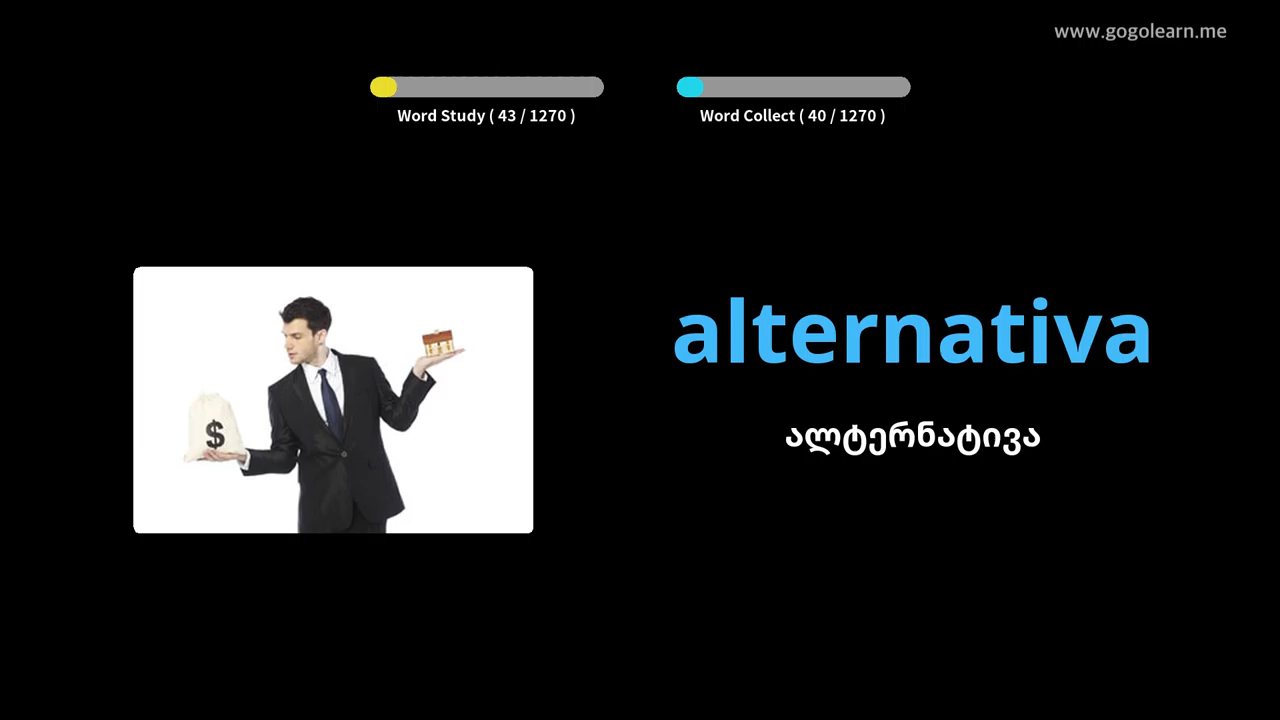 www.gogolearn.me
Word Study ( 43 / 1270 )
Word Collect ( 40 / 1270 )
$
alternativa
ალტერნატივა